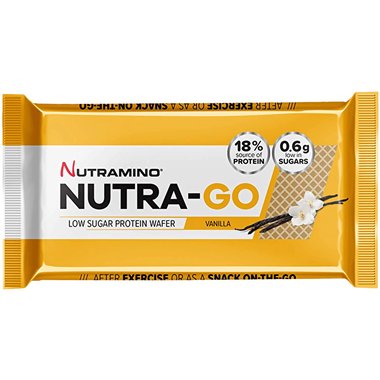 /// AFTER EXERCISE OR AS A SNACK ON-THE-GO
18%
source of
PROTEIN
0.6g
low in
SUGARS
NUTRAMINO®
NUTRA-GO
LOW SUGAR PROTEIN WAFER
VANILLA
/// AFTER EXERCISE OR AS A SNACK ON-THE-GO